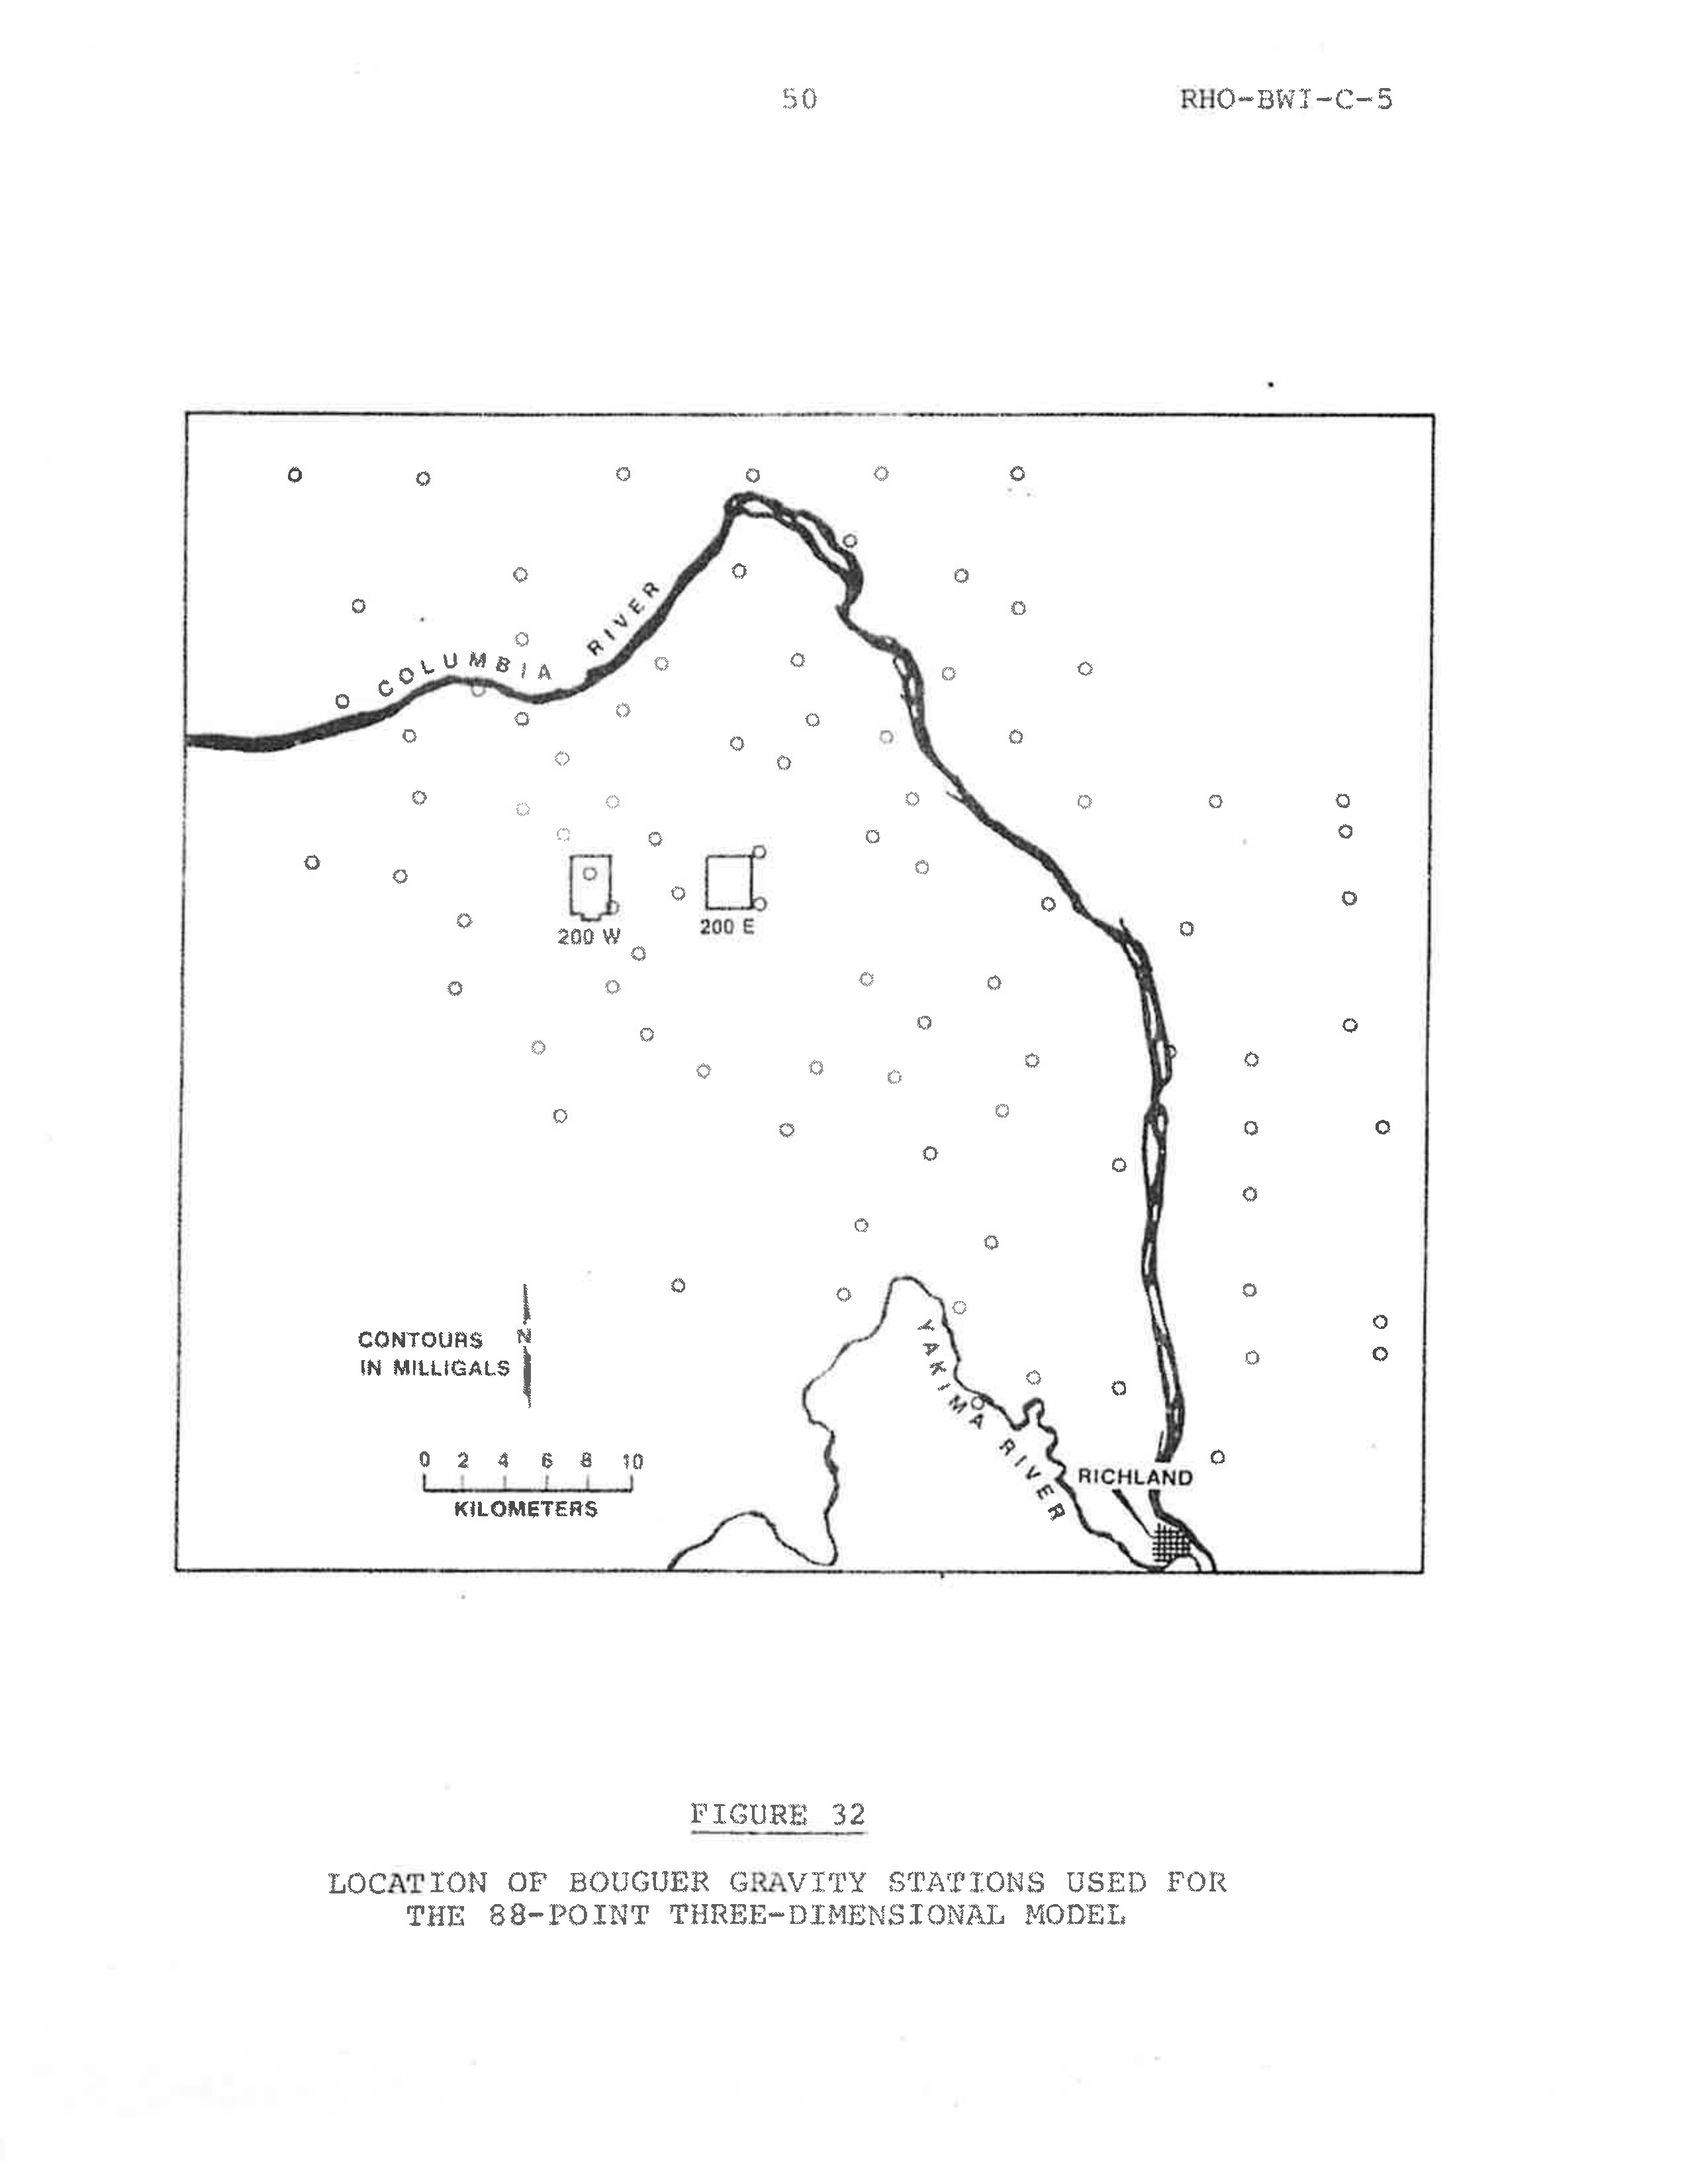 50
RHO-BWI-C-5
COLUMBIA RIVER
200 W
200 E
CONTOURS
IN MILLIGALS
N
YAKIMA RIVER
RICHLAND
0 2 4 6 8 10
KILOMETERS
FIGURE 32
LOCATION OF BOUGUER GRAVITY STATIONS USED FOR
THE 88-POINT THREE-DIMENSIONAL MODEL